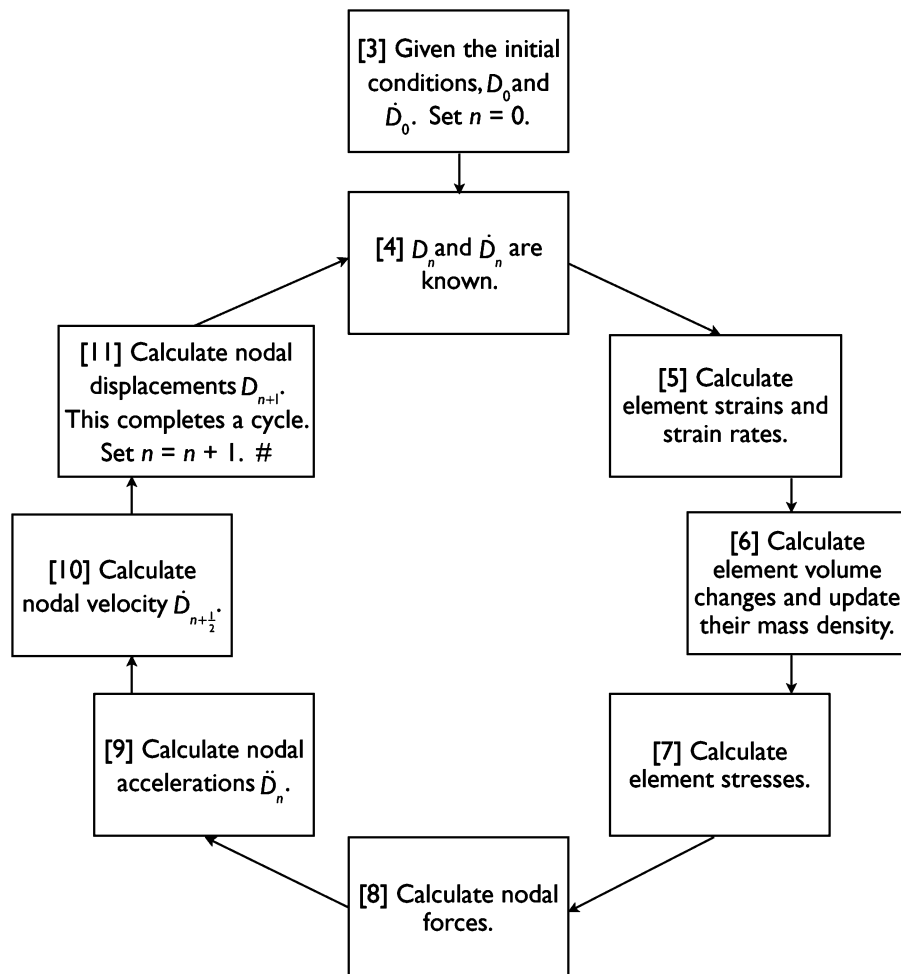 [3] Given the initial
conditions, D₀ and
Ḋ₀. Set n = 0.
[4] Dₙ and Ḋₙ are
known.
[5] Calculate
element strains and
strain rates.
[6] Calculate
element volume
changes and update
their mass density.
[7] Calculate
element stresses.
[8] Calculate nodal
forces.
[9] Calculate nodal
accelerations D̈ₙ.
[10] Calculate
nodal velocity Ḋₙ₊½.
[11] Calculate nodal
displacements Dₙ₊₁.
This completes a cycle.
Set n = n + 1. #